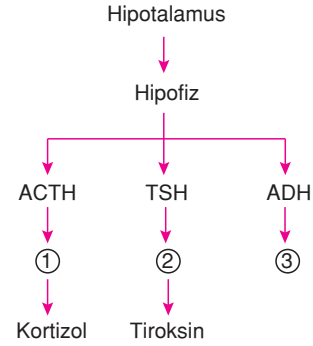 Hipotalamus
Hipofiz
ACTH TSH ADH
① ② ③
Kortizol Tiroksin